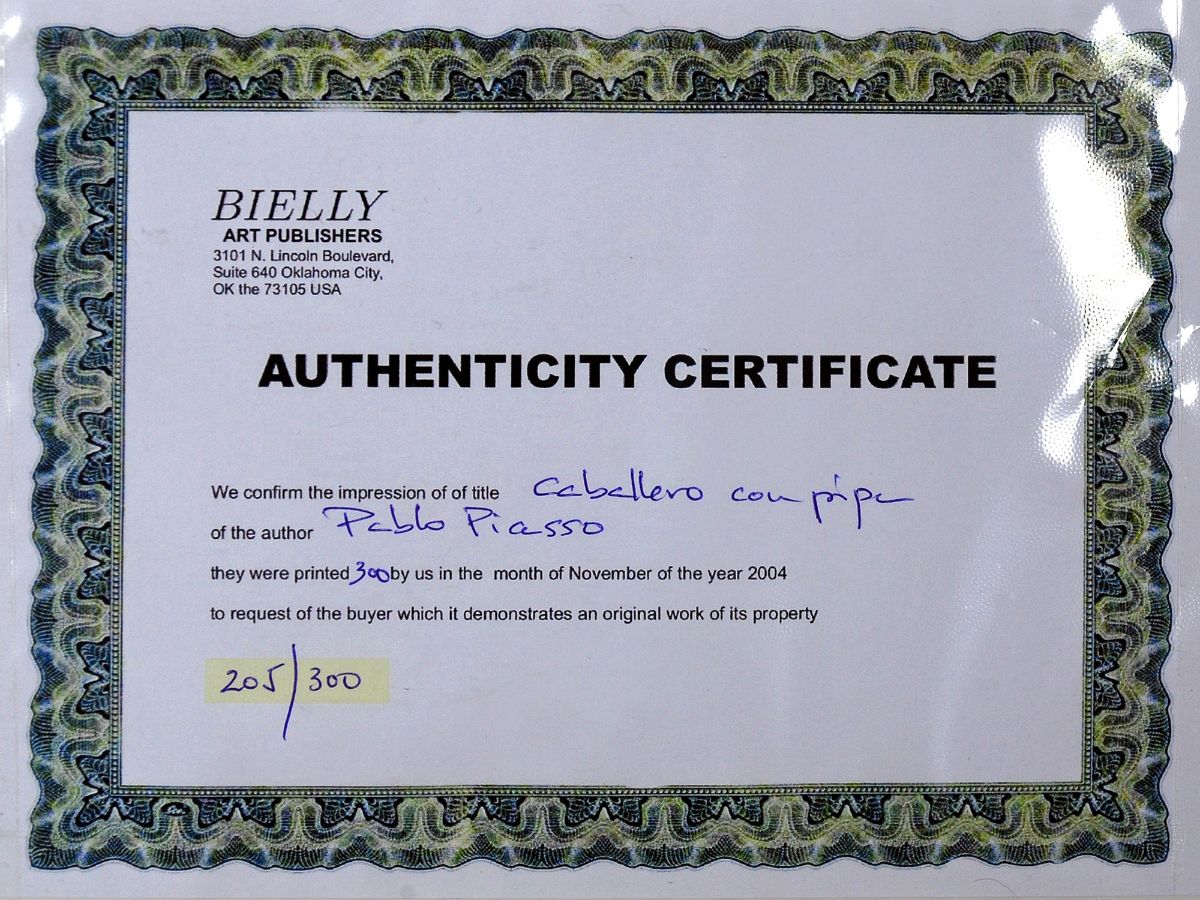 BIELLY
ART PUBLISHERS
3101 N. Lincoln Boulevard,
Suite 640 Oklahoma City,
OK the 73105 USA
AUTHENTICITY CERTIFICATE
We confirm the impression of of title Caballero con pipa
of the author Pablo Picasso
they were printed 300 by us in the month of November of the year 2004
to request of the buyer which it demonstrates an original work of its property
205/300